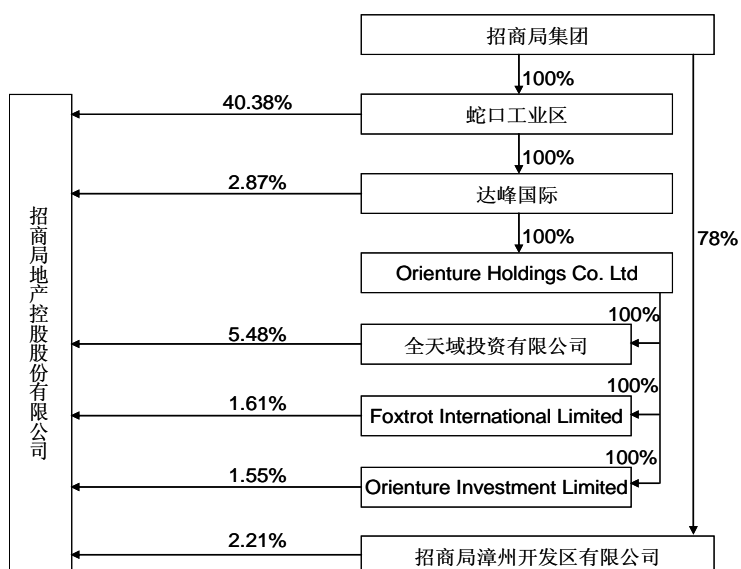 招商局集团
100%
40.38%
蛇口工业区
100%
2.87%
达峰国际
招商局地产控股股份有限公司
100%
78%
Orienture Holdings Co. Ltd
100%
5.48%
全天域投资有限公司
100%
1.61%
Foxtrot International Limited
100%
1.55%
Orienture Investment Limited
2.21%
招商局漳州开发区有限公司